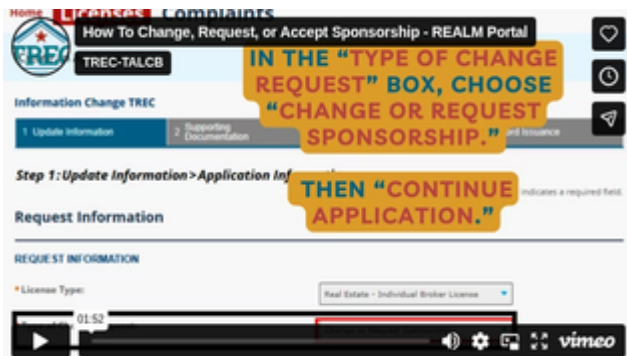 Home Licenses Complaints
How To Change, Request, or Accept Sponsorship - REALM Portal
TREC
TREC-TALCB
IN THE “TYPE OF CHANGE
REQUEST” BOX, CHOOSE
“CHANGE OR REQUEST
SPONSORSHIP.”
Information Change TREC
1 Update Information
2 Supporting
Documentation
Issuance
Step 1: Update Information > Application
THEN “CONTINUE
APPLICATION.”
indicates a required field.
Request Information
REQUEST INFORMATION
*License Type:
Real Estate - Individual Broker License
01:52
vimeo